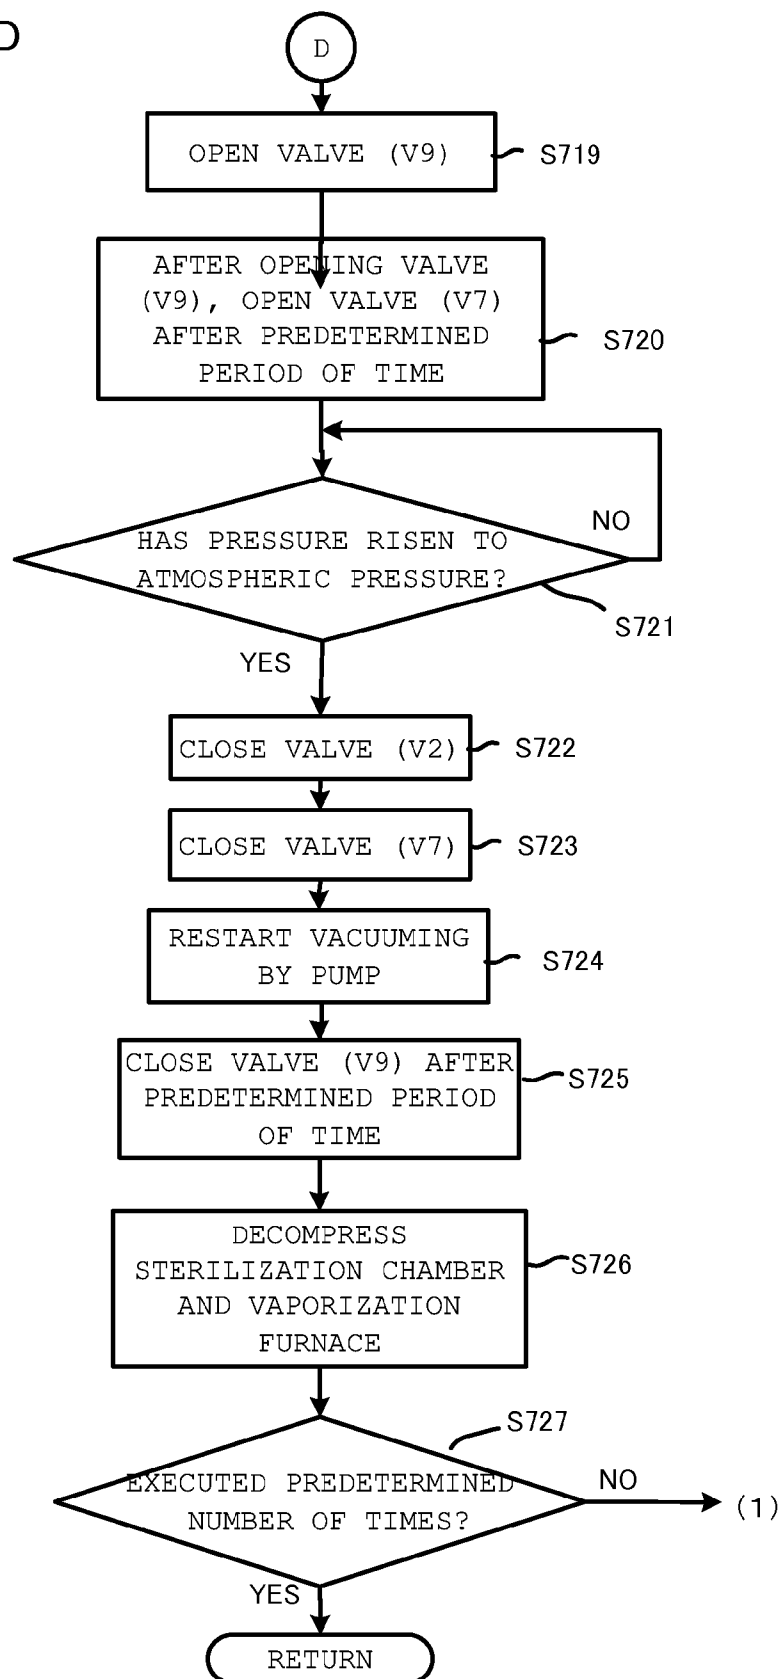 D
D
OPEN VALVE (V9)
S719
AFTER OPENING VALVE
(V9), OPEN VALVE (V7)
AFTER PREDETERMINED
PERIOD OF TIME
S720
NO
HAS PRESSURE RISEN TO
ATMOSPHERIC PRESSURE?
S721
YES
CLOSE VALVE (V2)
S722
CLOSE VALVE (V7)
S723
RESTART VACUUMING
BY PUMP
S724
CLOSE VALVE (V9) AFTER
PREDETERMINED PERIOD
OF TIME
S725
DECOMPRESS
STERILIZATION CHAMBER
AND VAPORIZATION
FURNACE
S726
S727
EXECUTED PREDETERMINED
NUMBER OF TIMES?
NO
(1)
YES
RETURN